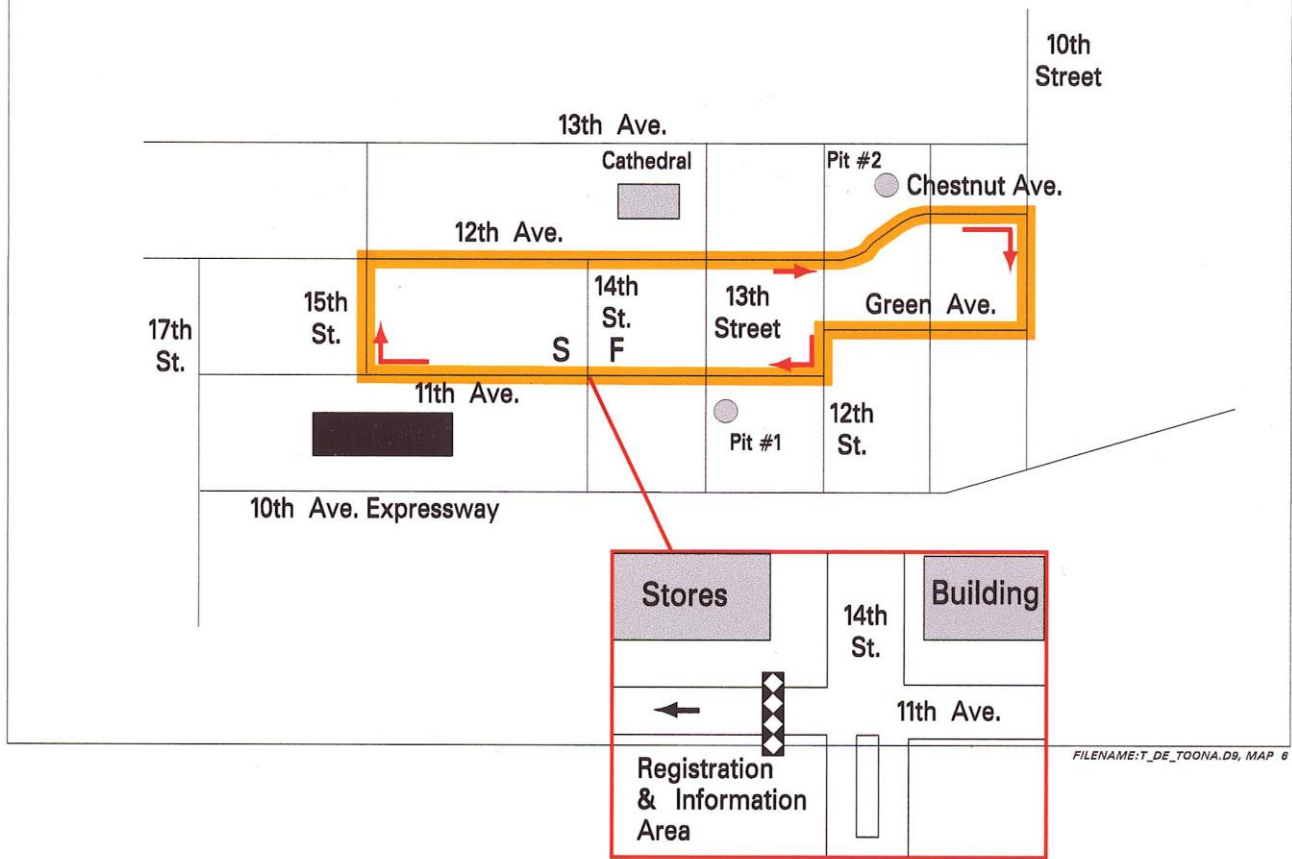 10th
Street
13th Ave.
Cathedral
Pit #2
Chestnut Ave.
12th Ave.
15th
St.
14th
St.
13th
Street
Green Ave.
17th
St.
S F
11th Ave.
Pit #1
12th
St.
10th Ave. Expressway
Stores
Building
14th
St.
11th Ave.
Registration
& Information
Area
FILENAME:T_DE_TOONA.D9, MAP 6